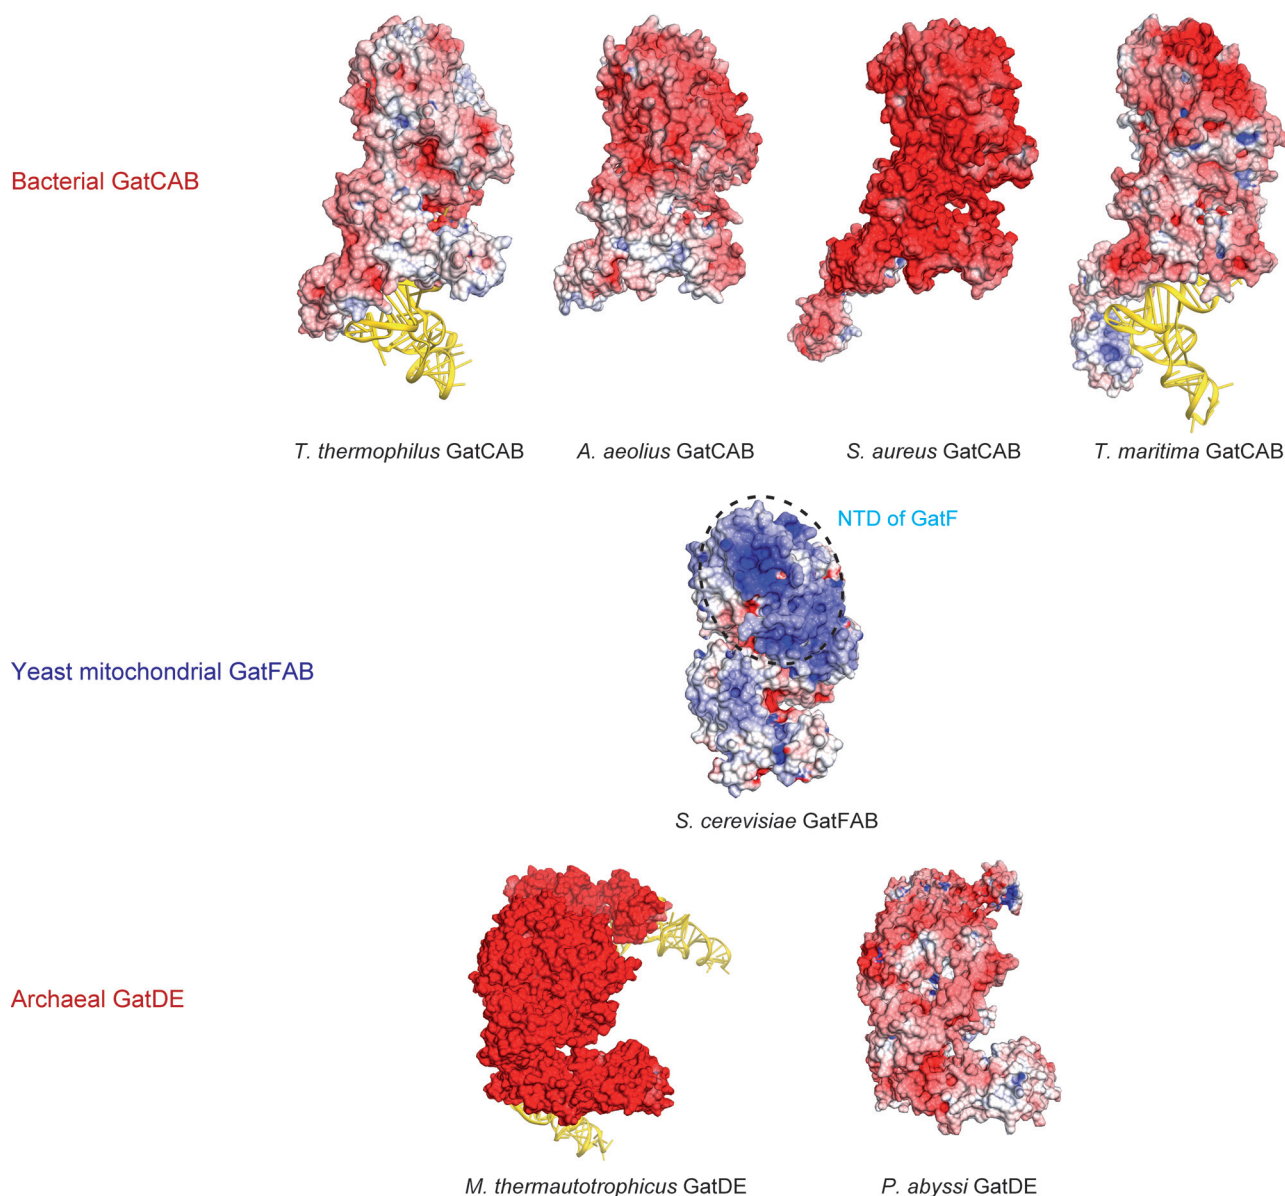 Bacterial GatCAB
T. thermophilus GatCAB
A. aeolius GatCAB
S. aureus GatCAB
T. maritima GatCAB
NTD of GatF
Yeast mitochondrial GatFAB
S. cerevisiae GatFAB
Archaeal GatDE
M. thermautotrophicus GatDE
P. abyssi GatDE